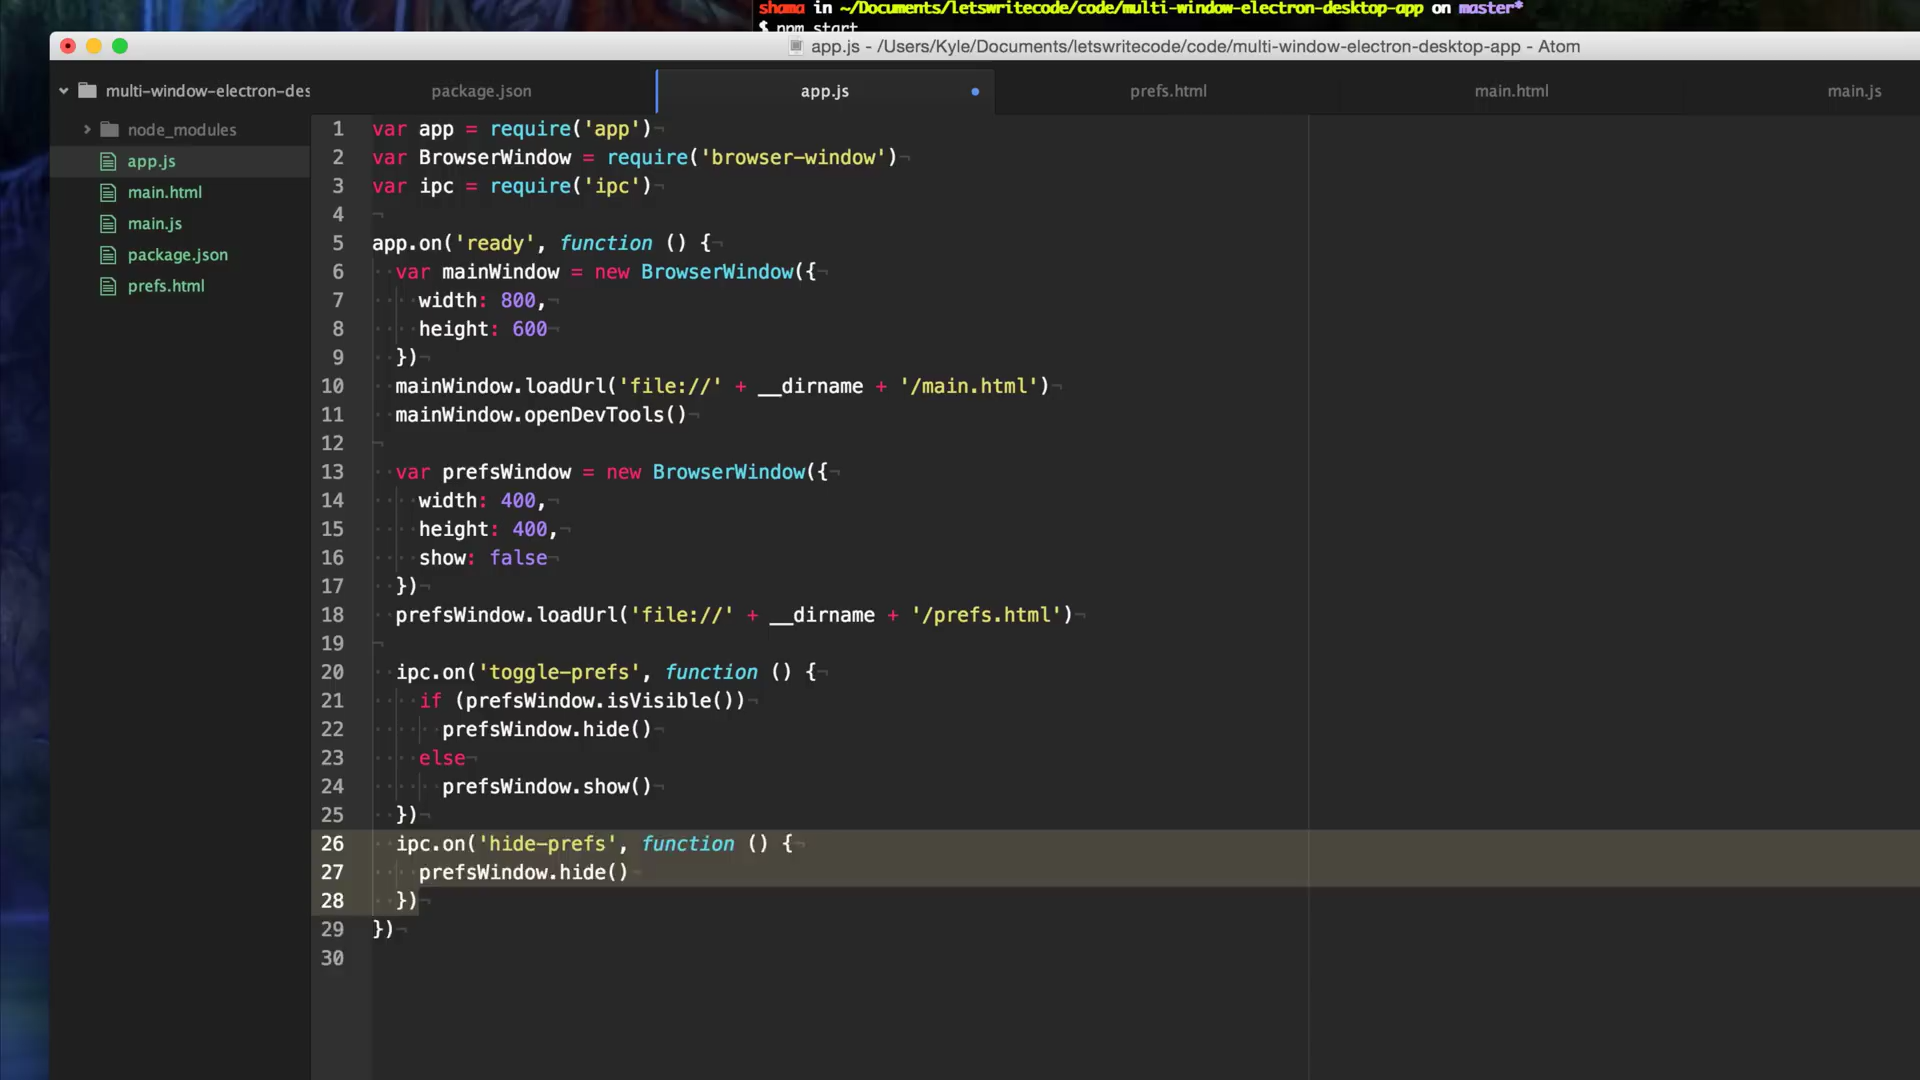 shama in ~/Documents/letswritecode/code/multi-window-electron-desktop-app on master*
$ npm start
app.js - /Users/Kyle/Documents/letswritecode/code/multi-window-electron-desktop-app - Atom
multi-window-electron-des
package.json
app.js
prefs.html
main.html
main.js
node_modules
app.js
main.html
main.js
package.json
prefs.html
1 var app = require('app')
2 var BrowserWindow = require('browser-window')
3 var ipc = require('ipc')
4
5 app.on('ready', function () {
6   var mainWindow = new BrowserWindow({
7     width: 800,
8     height: 600
9   })
10   mainWindow.loadUrl('file://' + __dirname + '/main.html')
11   mainWindow.openDevTools()
12
13   var prefsWindow = new BrowserWindow({
14     width: 400,
15     height: 400,
16     show: false
17   })
18   prefsWindow.loadUrl('file://' + __dirname + '/prefs.html')
19
20   ipc.on('toggle-prefs', function () {
21     if (prefsWindow.isVisible())
22       prefsWindow.hide()
23     else
24       prefsWindow.show()
25   })
26   ipc.on('hide-prefs', function () {
27     prefsWindow.hide()
28   })
29 })
30